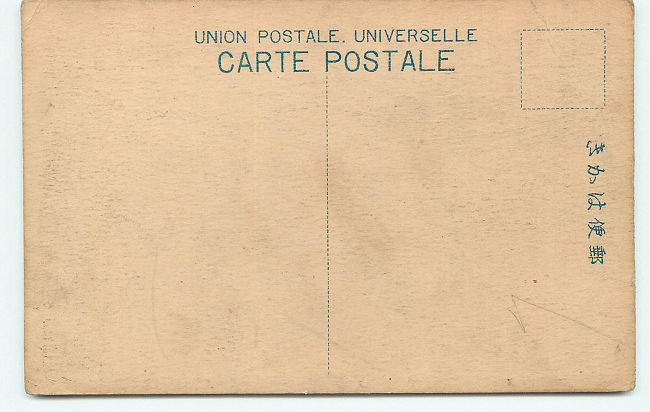 UNION POSTALE. UNIVERSELLE
CARTE POSTALE
郵便はかき